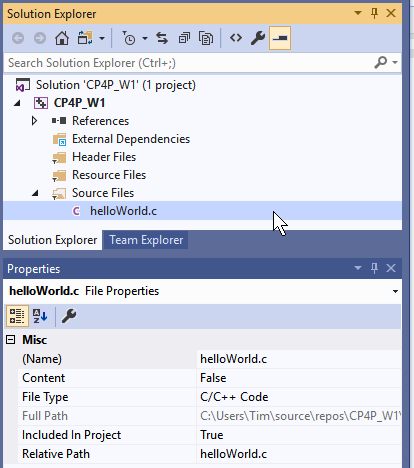 Solution Explorer
Search Solution Explorer (Ctrl+;)
Solution 'CP4P_W1' (1 project)
CP4P_W1
References
External Dependencies
Header Files
Resource Files
Source Files
helloWorld.c
Solution Explorer Team Explorer
Properties
helloWorld.c File Properties
Misc
(Name) helloWorld.c
Content False
File Type C/C++ Code
Full Path C:\Users\Tim\source\repos\CP4P_W1\
Included In Project True
Relative Path helloWorld.c